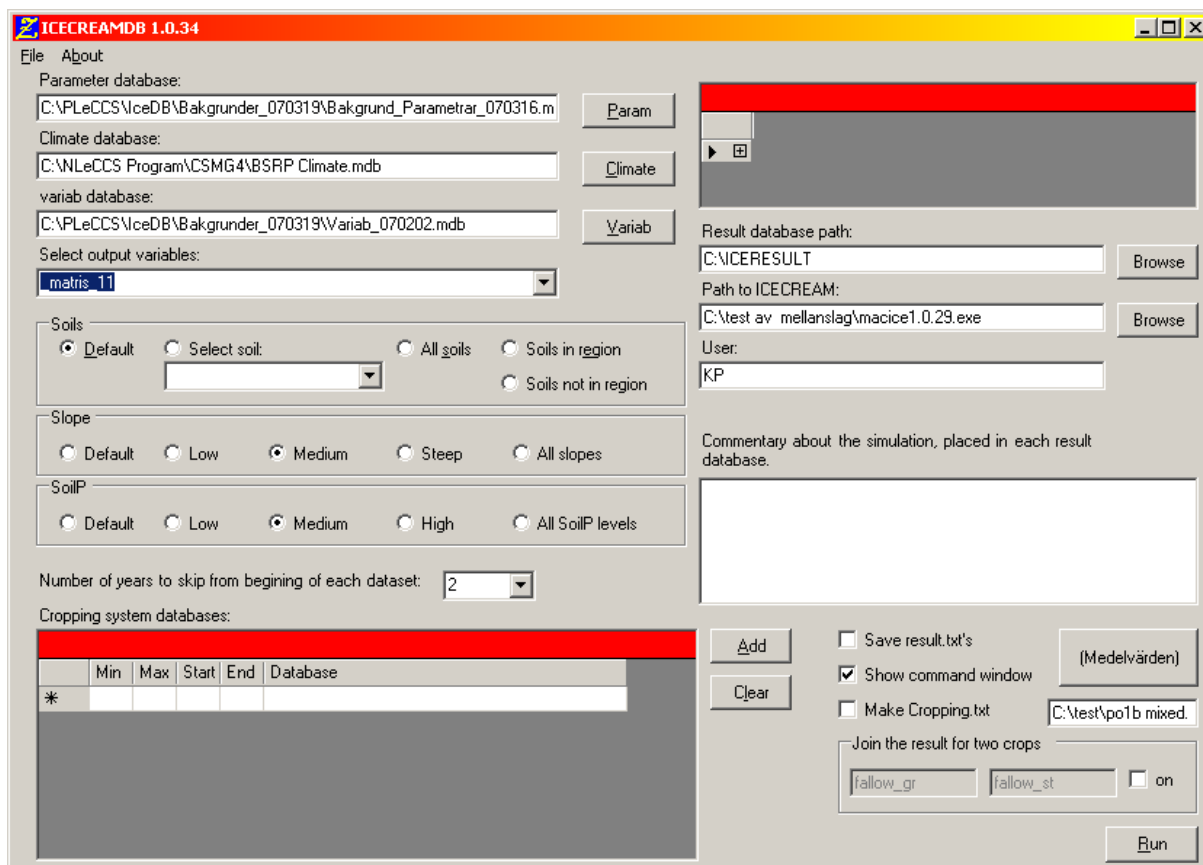 ICECREAMDB 1.0.34
File About
Parameter database:
C:\PLeCCS\IceDB\Bakgrunder_070319\Bakgrund_Parametrar_070316.m
Param
Climate database:
C:\NLeCCS Program\CSMG4\BSRP Climate.mdb
Climate
variab database:
C:\PLeCCS\IceDB\Bakgrunder_070319\Variab_070202.mdb
Variab
Select output variables:
_matris_11
Result database path:
C:\ICERESULT
Browse
Path to ICECREAM:
C:\test av mellanslag\macice1.0.29.exe
Browse
User:
KP
Soils
Default Select soil: All soils Soils in region
Soils not in region
Slope
Default Low Medium Steep All slopes
SoilP
Default Low Medium High All SoilP levels
Commentary about the simulation, placed in each result
database.
Number of years to skip from begining of each dataset: 2
Cropping system databases:
Min Max Start End Database
Add
Clear
Save result.txt's
Show command window
Make Cropping.txt
(Medelvärden)
C:\test\po1b mixed.
Join the result for two crops
fallow_gr fallow_st on
Run